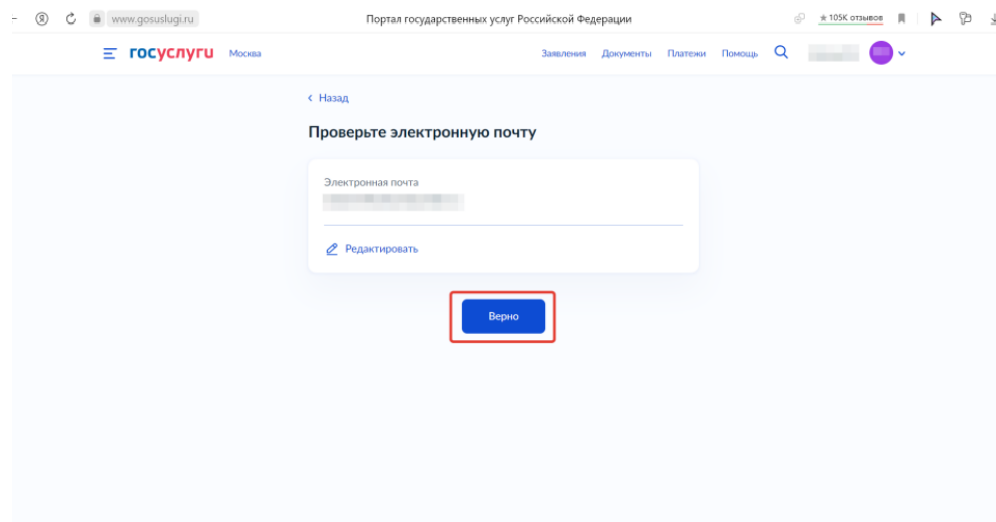 www.gosuslugi.ru Портал государственных услуг Российской Федерации ★ 105K отзывов
госуслуги Москва Заявления Документы Платежи Помощь
Назад
Проверьте электронную почту
Электронная почта
Редактировать
Верно